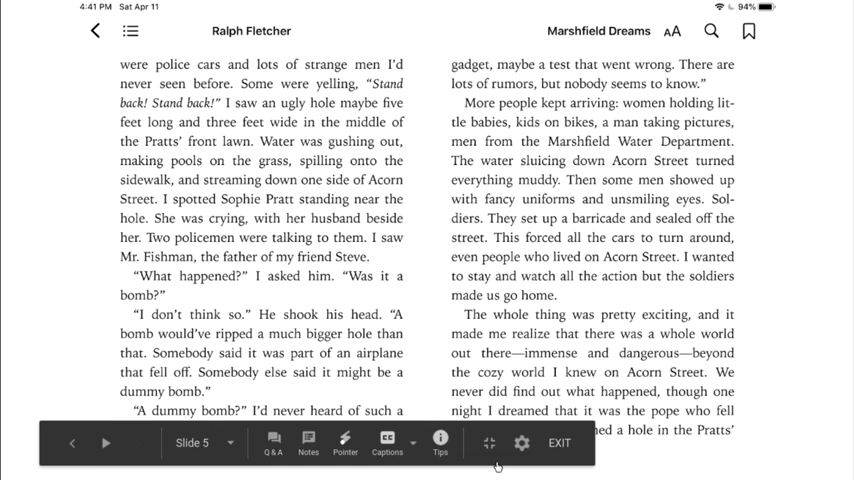 4:41 PM Sat Apr 11
94%
Ralph Fletcher
Marshfield Dreams AA
were police cars and lots of strange men I'd
never seen before. Some were yelling, "Stand
back! Stand back!" I saw an ugly hole maybe five
feet long and three feet wide in the middle of
the Pratts' front lawn. Water was gushing out,
making pools on the grass, spilling onto the
sidewalk, and streaming down one side of Acorn
Street. I spotted Sophie Pratt standing near the
hole. She was crying, with her husband beside
her. Two policemen were talking to them. I saw
Mr. Fishman, the father of my friend Steve.
"What happened?" I asked him. "Was it a
bomb?"
"I don't think so." He shook his head. "A
bomb would've ripped a much bigger hole than
that. Somebody said it was part of an airplane
that fell off. Somebody else said it might be a
dummy bomb."
"A dummy bomb?" I'd never heard of such a
gadget, maybe a test that went wrong. There are
lots of rumors, but nobody seems to know."
More people kept arriving: women holding lit-
tle babies, kids on bikes, a man taking pictures,
men from the Marshfield Water Department.
The water sluicing down Acorn Street turned
everything muddy. Then some men showed up
with fancy uniforms and unsmiling eyes. Sol-
diers. They set up a barricade and sealed off the
street. This forced all the cars to turn around,
even people who lived on Acorn Street. I wanted
to stay and watch all the action but the soldiers
made us go home.
The whole thing was pretty exciting, and it
made me realize that there was a whole world
out there—immense and dangerous—beyond
the cozy world I knew on Acorn Street. We
never did find out what happened, though one
night I dreamed that it was the pope who fell
a hole in the Pratts'
Slide 5
Q & A
Notes
Pointer
CC
Captions
Tips
EXIT